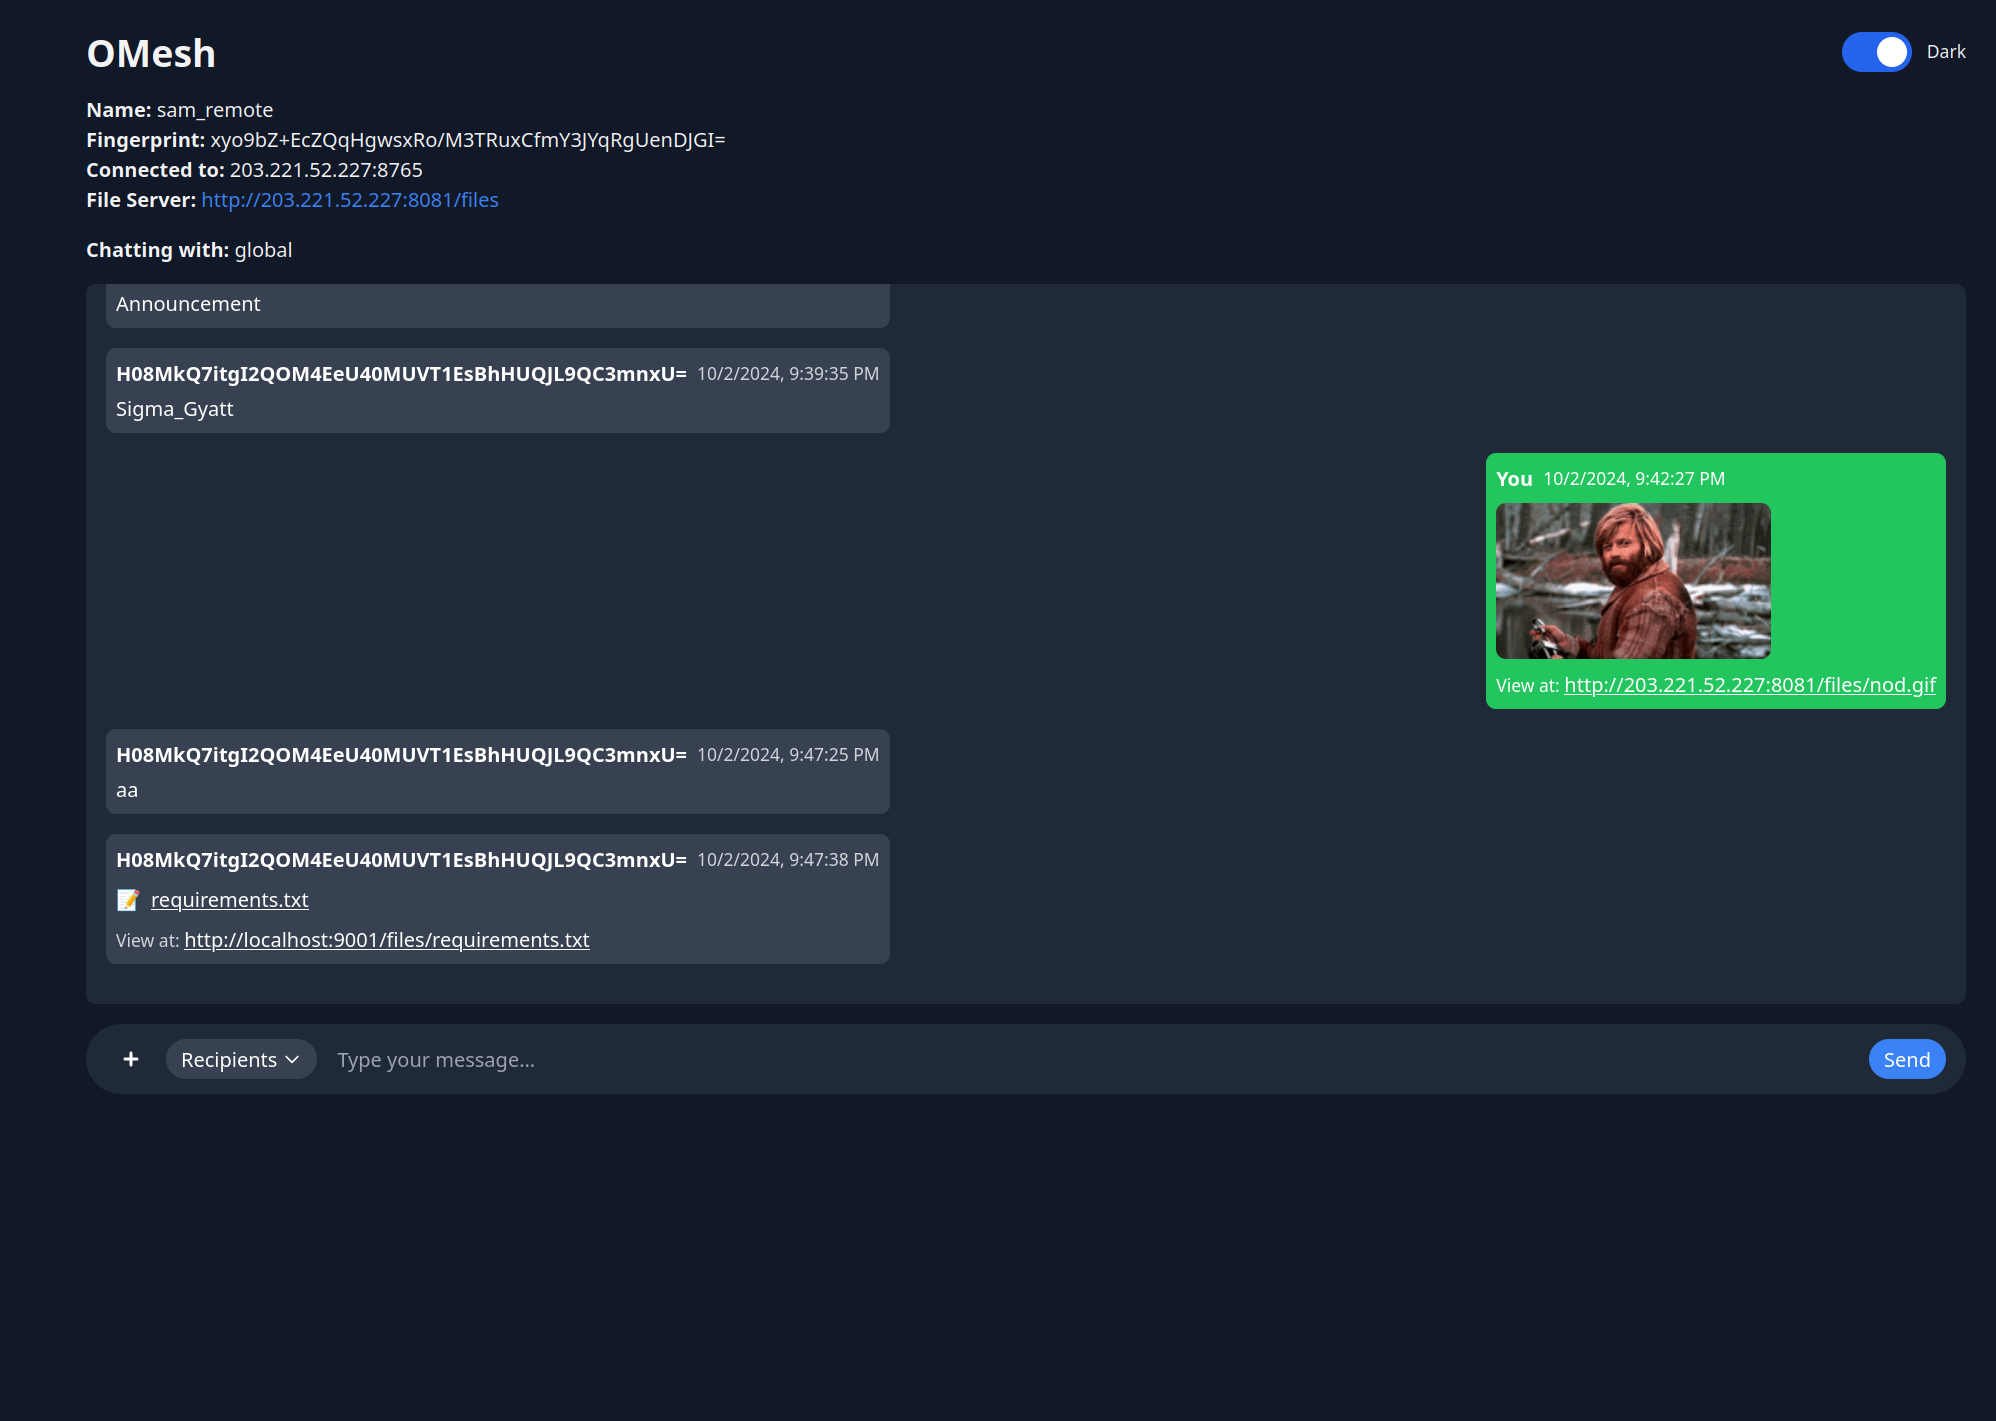 OMesh
Dark
Name: sam_remote
Fingerprint: xyo9bZ+EcZQqHgwsxRo/M3TRuxCfmY3JYqRgUenDJGI=
Connected to: 203.221.52.227:8765
File Server: http://203.221.52.227:8081/files
Chatting with: global
Announcement
H08MkQ7itgI2QOM4EeU40MUVT1EsBhHUQJL9QC3mnxU= 10/2/2024, 9:39:35 PM
Sigma_Gyatt
You 10/2/2024, 9:42:27 PM
View at: http://203.221.52.227:8081/files/nod.gif
H08MkQ7itgI2QOM4EeU40MUVT1EsBhHUQJL9QC3mnxU= 10/2/2024, 9:47:25 PM
aa
H08MkQ7itgI2QOM4EeU40MUVT1EsBhHUQJL9QC3mnxU= 10/2/2024, 9:47:38 PM
requirements.txt
View at: http://localhost:9001/files/requirements.txt
+ Recipients Type your message... Send